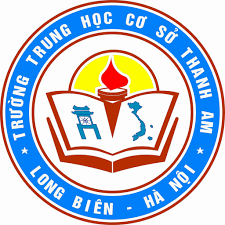 TRƯỜNG TRUNG HỌC CƠ SỞ THANH AM
LONG BIÊN - HÀ NỘI